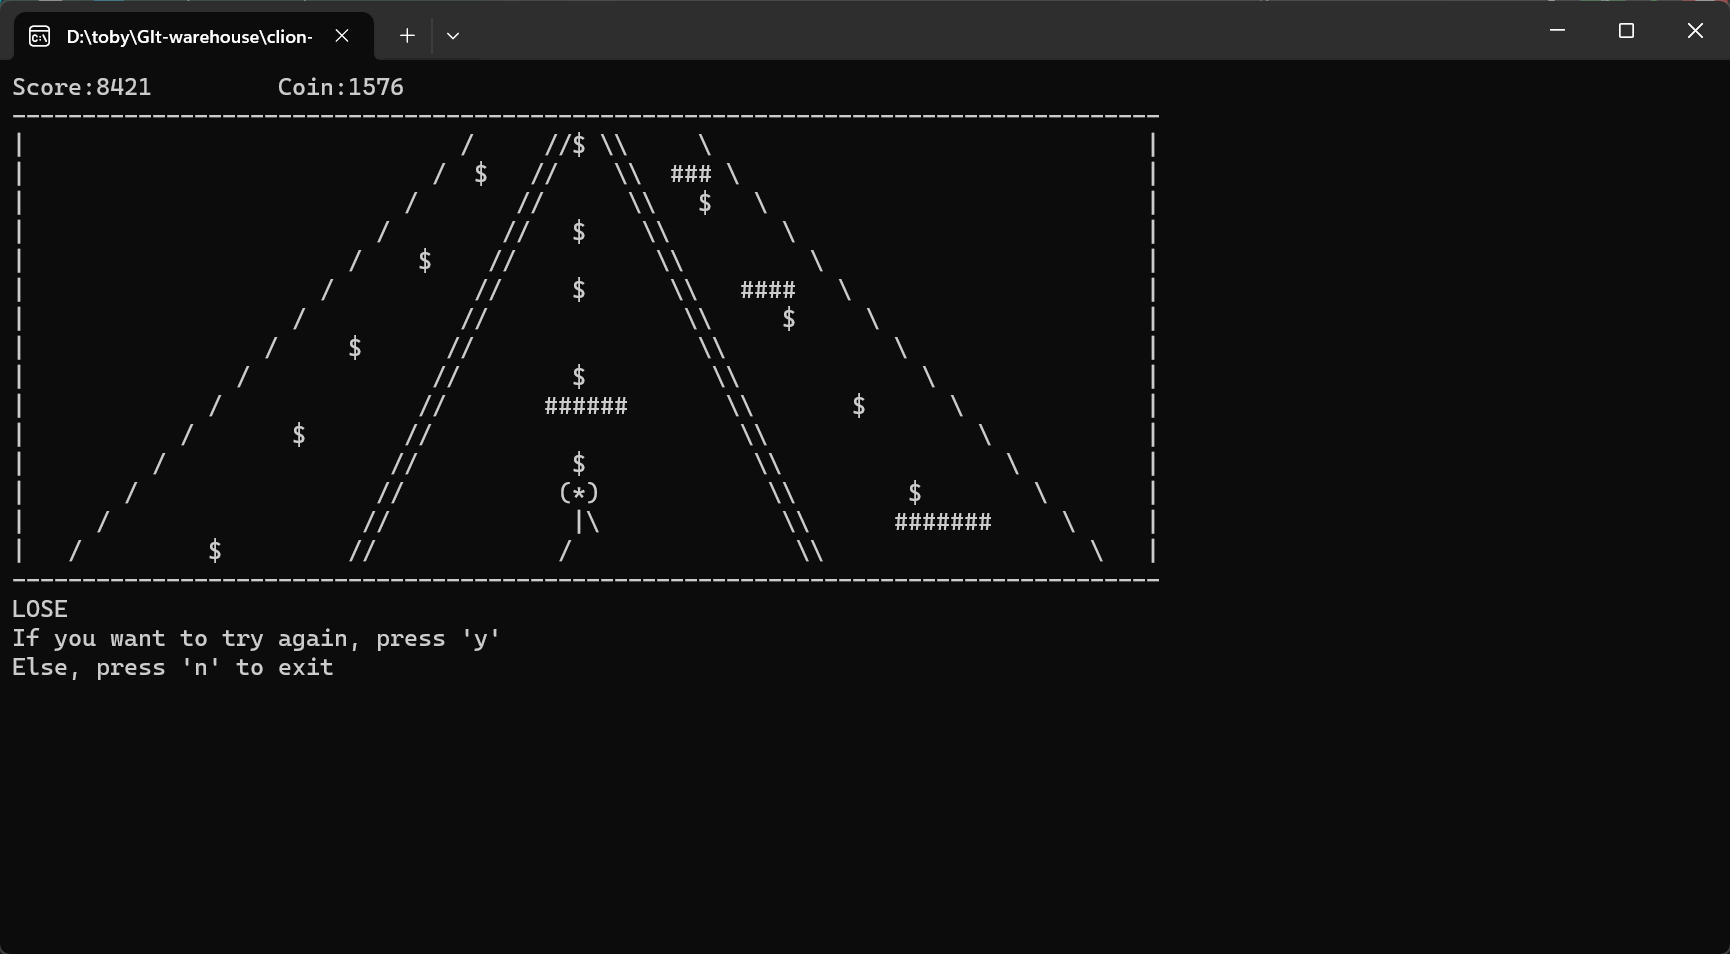 D:\toby\GIt-warehouse\clion-
Score:8421         Coin:1576
----------------------------------------------------------------------------------
|                               /     //$ \\     \                               |
|                             /  $   //    \\  ### \                             |
|                           /       //      \\   $   \                           |
|                         /        //   $    \\        \                         |
|                       /    $    //          \\         \                       |
|                     /          //     $      \\   ####   \                     |
|                   /           //              \\     $     \                   |
|                 /     $      //                \\            \                 |
|               /             //        $         \\             \               |
|             /              //       ######       \\       $      \             |
|           /       $       //                      \\               \           |
|         /                //           $            \\                \         |
|       /                 //           (*)            \\        $        \       |
|     /                  //             |\             \\      #######     \     |
|   /         $         //             /                \\                   \   |
----------------------------------------------------------------------------------
LOSE
If you want to try again, press 'y'
Else, press 'n' to exit